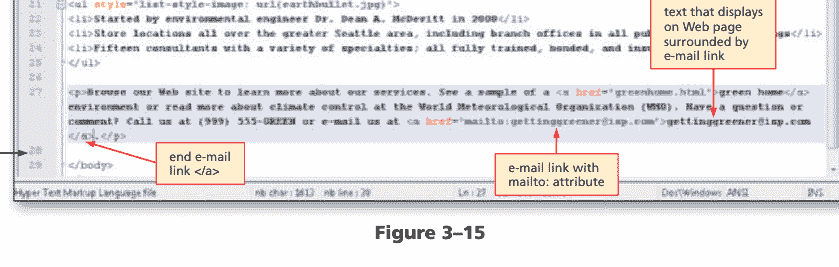 21 <ul style="list-style-image: url(earthbullet.jpg)">
22 <li>Started by environmental engineer Dr. Dean A. McDevitt in 2008</li>
23 <li>Store locations all over the greater Seattle area, including branch offices in all pu
24 <li>Fifteen consultants with a variety of specialties; all fully trained, bonded, and ins
25 </ul>
26
27 <p>Browse our Web site to learn more about our services. See a sample of a <a href="greenhome.html">green home</a>
environment or read more about climate control at the World Meteorological Organization (WMO). Have a question or
comment? Call us at (999) 555-GREEN or e-mail us at <a href="mailto:gettinggreener@isp.com">gettinggreener@isp.com
</a>.</p>
28
29 </body>
text that displays
on Web page
surrounded by
e-mail link
end e-mail
link </a>
e-mail link with
mailto: attribute
Hyper Text Markup Language file nb char : 1613 nb line : 30 Ln : 27 Dos\Windows ANSI INS
Figure 3–15